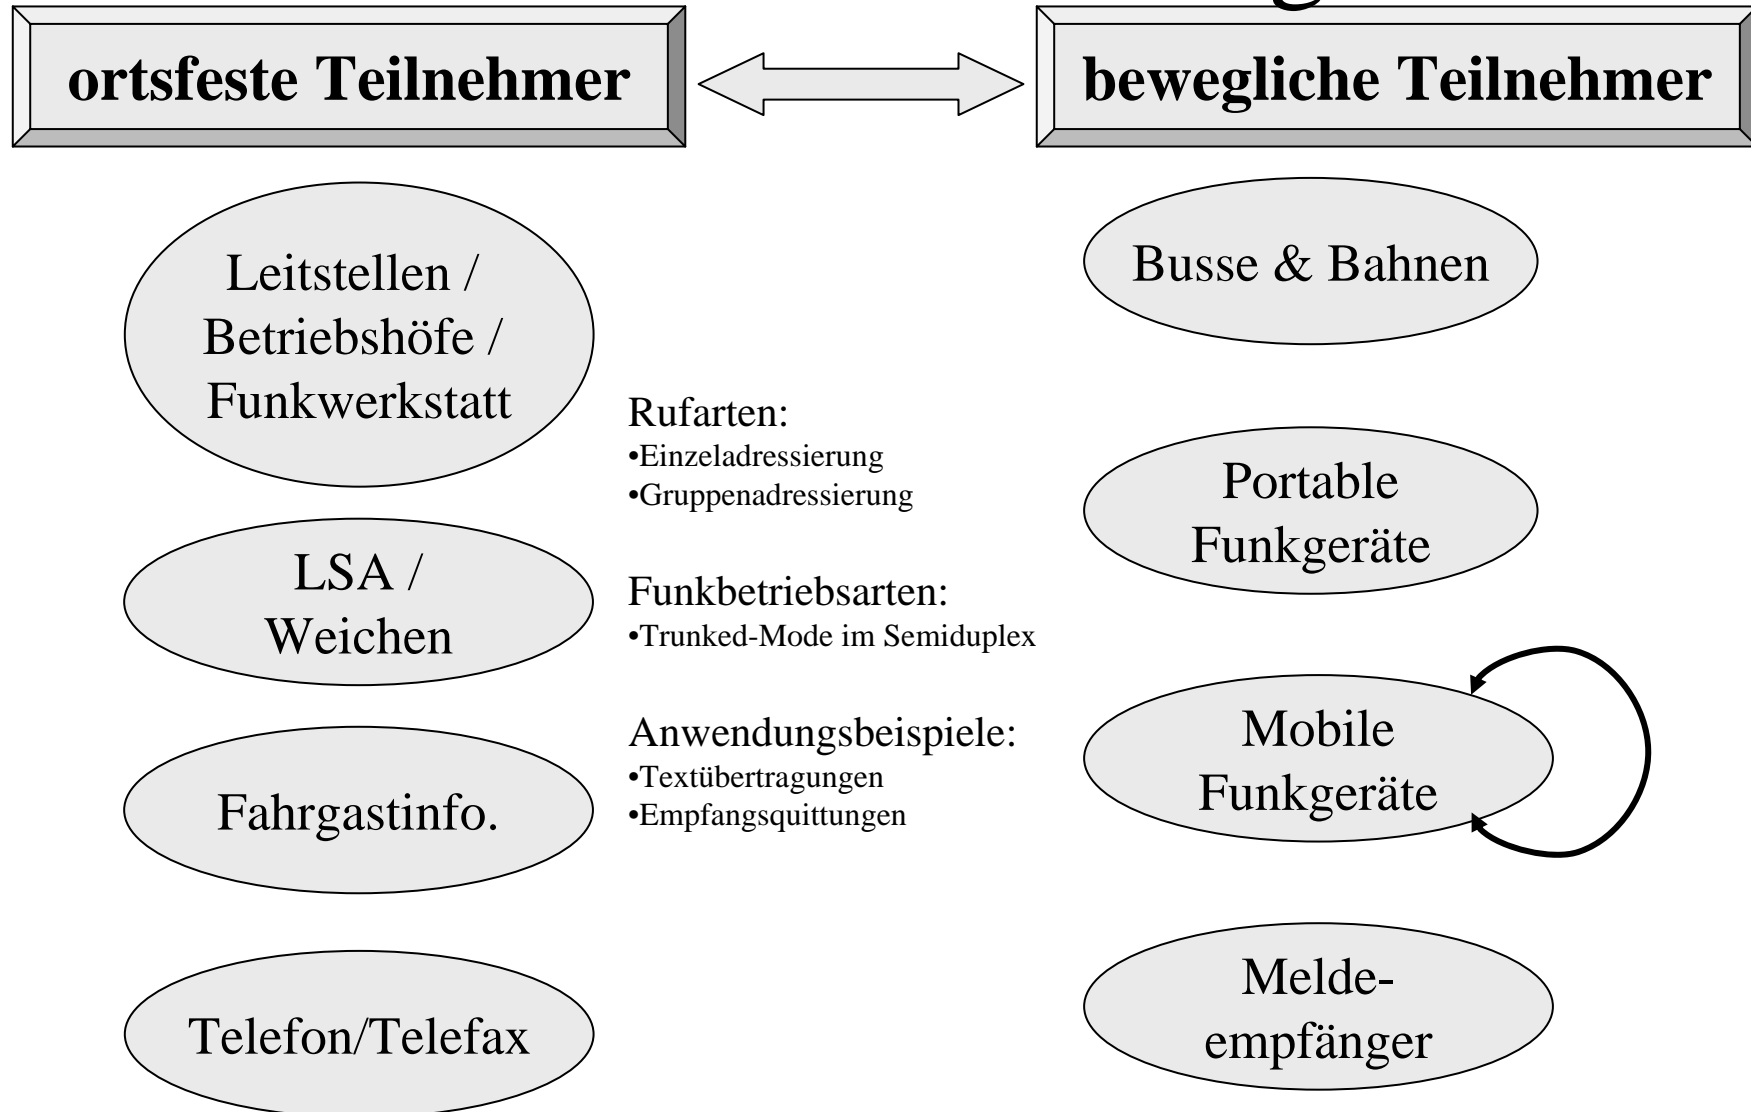 ortsfeste Teilnehmer
bewegliche Teilnehmer
Leitstellen /
Betriebshöfe /
Funkwerkstatt
LSA /
Weichen
Fahrgastinfo.
Telefon/Telefax
Rufarten:
•Einzeladressierung
•Gruppenadressierung
Funkbetriebsarten:
•Trunked-Mode im Semiduplex
Anwendungsbeispiele:
•Textübertragungen
•Empfangsquittungen
Busse & Bahnen
Portable
Funkgeräte
Mobile
Funkgeräte
Melde-
empfänger